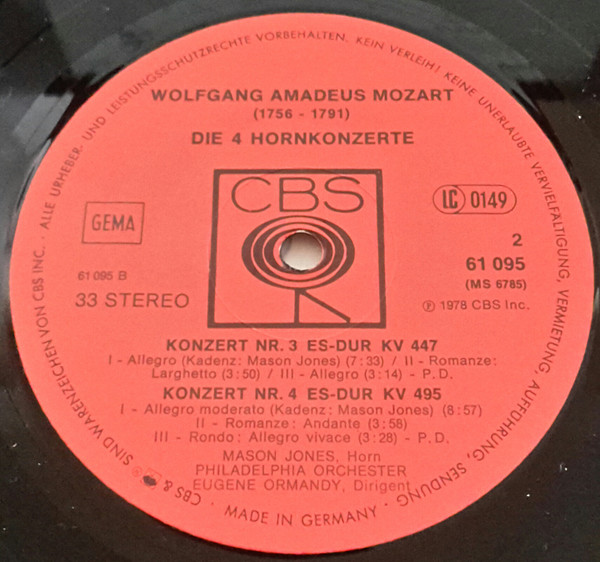 WOLFGANG AMADEUS MOZART
(1756 - 1791)
DIE 4 HORNKONZERTE
CBS
GEMA
LC 0149
61 095 B
33 STEREO
2
61 095
(MS 6785)
Ⓟ 1978 CBS Inc.
KONZERT NR. 3 ES-DUR KV 447
I - Allegro (Kadenz: Mason Jones) (7:33) / II - Romanze:
Larghetto (3:50) / III - Allegro (3:14) - P.D.
KONZERT NR. 4 ES-DUR KV 495
I - Allegro moderato (Kadenz: Mason Jones) (8:57)
II - Romanze: Andante (3:58)
III - Rondo: Allegro vivace (3:28) - P.D.
MASON JONES, Horn
PHILADELPHIA ORCHESTER
EUGENE ORMANDY, Dirigent
CBS & ® SIND WARENZEICHEN VON CBS INC. · ALLE URHEBER- UND LEISTUNGSSCHUTZRECHTE VORBEHALTEN. KEIN VERLEIH! KEINE UNERLAUBTE VERVIELFÄLTIGUNG, VERMIETUNG, AUFFÜHRUNG, SENDUNG
· MADE IN GERMANY ·